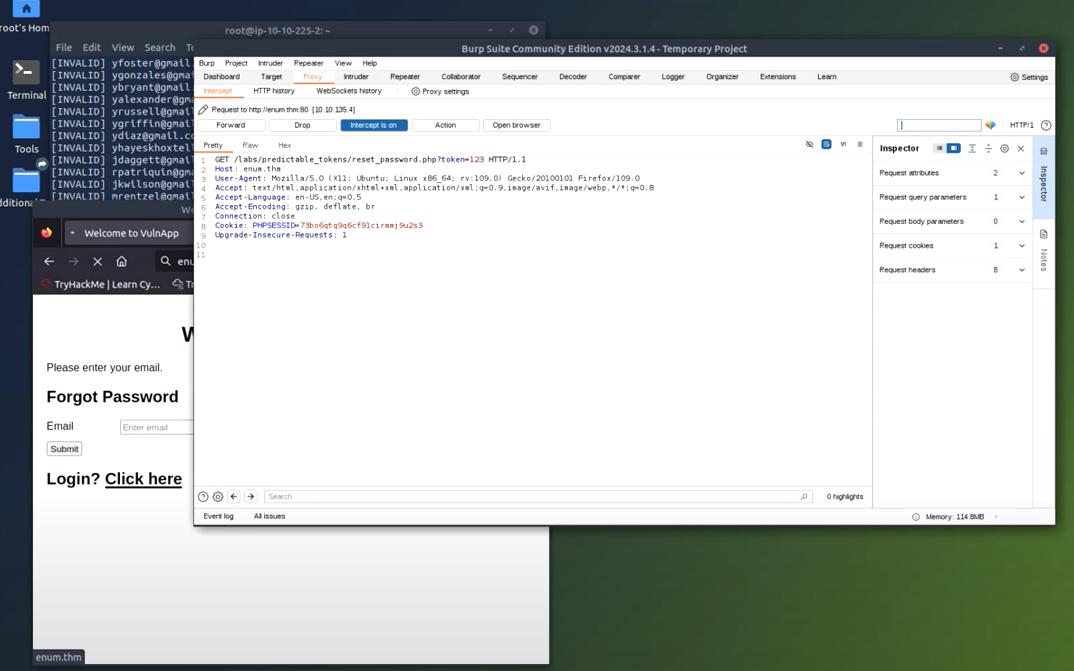 root's Hom
Terminal
Tools
dditional
root@ip-10-10-225-2: ~
File Edit View Search Te
[INVALID] yfoster@gmail.
[INVALID] ygonzales@gma
[INVALID] ybryant@gmail.
[INVALID] yalexander@gma
[INVALID] yrussell@gmai
[INVALID] ygriffin@gmai
[INVALID] ydiaz@gmail.co
[INVALID] yhayeskhoxtel
[INVALID] jdaggett@gmai
[INVALID] rpatriquin@gma
[INVALID] jkwilson@gmai
[INVALID] mrentzel@gmai
We
Welcome to VulnApp
enu
TryHackMe | Learn Cy…
Tr
W
Please enter your email.
Forgot Password
Email
Enter email
Submit
Login? Click here
enum.thm
Burp Suite Community Edition v2024.3.1.4 - Temporary Project
Burp Project Intruder Repeater View Help
Dashboard Target Proxy Intruder Repeater Collaborator Sequencer Decoder Comparer Logger Organizer Extensions Learn Settings
Intercept HTTP history WebSockets history Proxy settings
Request to http://enum.thm:80 [10.10.135.4]
Forward Drop Intercept is on Action Open browser HTTP/1
Pretty Raw Hex
1 GET /labs/predictable_tokens/reset_password.php?token=123 HTTP/1.1
2 Host: enum.thm
3 User-Agent: Mozilla/5.0 (X11; Ubuntu; Linux x86_64; rv:109.0) Gecko/20100101 Firefox/109.0
4 Accept: text/html,application/xhtml+xml,application/xml;q=0.9,image/avif,image/webp,*/*;q=0.8
5 Accept-Language: en-US,en;q=0.5
6 Accept-Encoding: gzip, deflate, br
7 Connection: close
8 Cookie: PHPSESSID=73bo6qtq9q6cf91cirmmj9u2s3
9 Upgrade-Insecure-Requests: 1
10
11
Search
0 highlights
Event log All issues
Memory: 114.8MB
Inspector
Request attributes 2
Request query parameters 1
Request body parameters 0
Request cookies 1
Request headers 8
Inspector
Notes